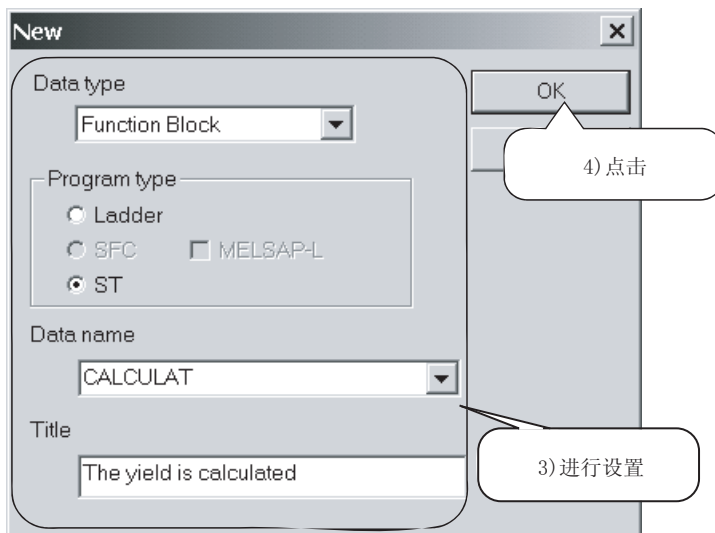 New
Data type
OK
Function Block
4)点击
Program type
Ladder
SFC MELSAP-L
ST
Data name
CALCULAT
Title
3)进行设置
The yield is calculated